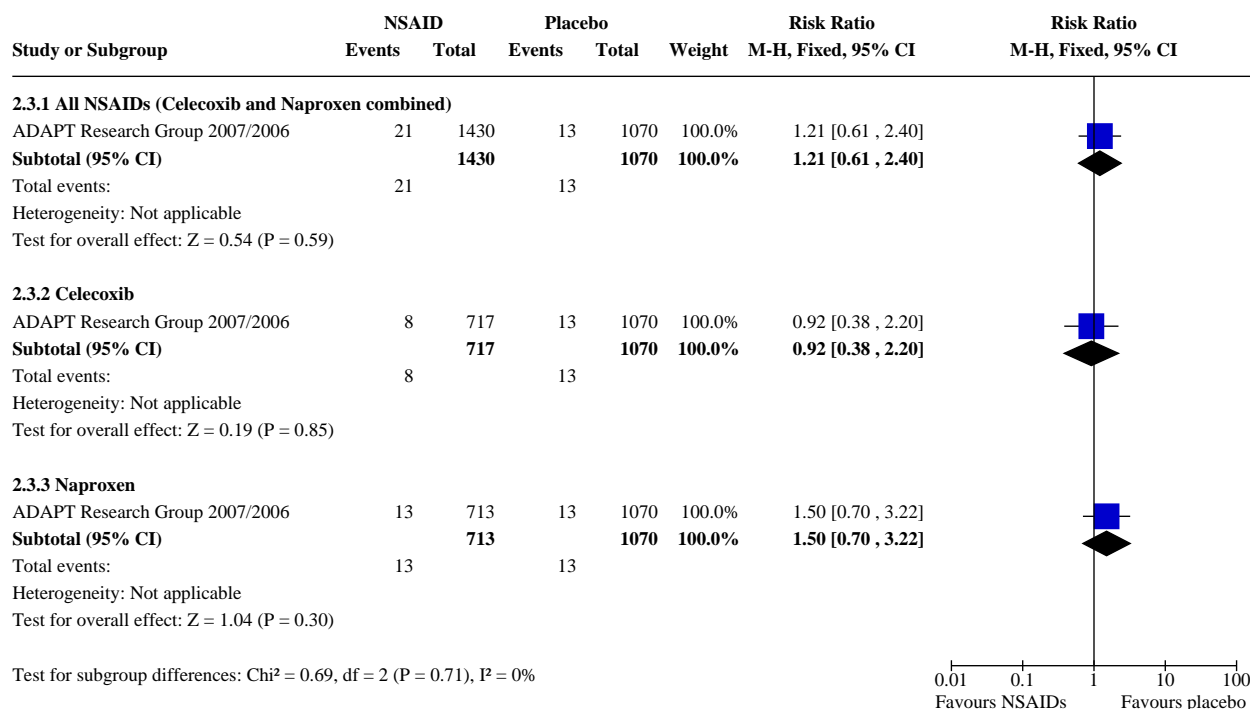 NSAID Placebo Risk Ratio Risk Ratio
Study or Subgroup Events Total Events Total Weight M-H, Fixed, 95% CI M-H, Fixed, 95% CI
2.3.1 All NSAIDs (Celecoxib and Naproxen combined)
ADAPT Research Group 2007/2006 21 1430 13 1070 100.0% 1.21 [0.61 , 2.40]
Subtotal (95% CI) 1430 1070 100.0% 1.21 [0.61 , 2.40]
Total events: 21 13
Heterogeneity: Not applicable
Test for overall effect: Z = 0.54 (P = 0.59)
2.3.2 Celecoxib
ADAPT Research Group 2007/2006 8 717 13 1070 100.0% 0.92 [0.38 , 2.20]
Subtotal (95% CI) 717 1070 100.0% 0.92 [0.38 , 2.20]
Total events: 8 13
Heterogeneity: Not applicable
Test for overall effect: Z = 0.19 (P = 0.85)
2.3.3 Naproxen
ADAPT Research Group 2007/2006 13 713 13 1070 100.0% 1.50 [0.70 , 3.22]
Subtotal (95% CI) 713 1070 100.0% 1.50 [0.70 , 3.22]
Total events: 13 13
Heterogeneity: Not applicable
Test for overall effect: Z = 1.04 (P = 0.30)
Test for subgroup differences: Chi² = 0.69, df = 2 (P = 0.71), I² = 0%
0.01 0.1 1 10 100
Favours NSAIDs Favours placebo